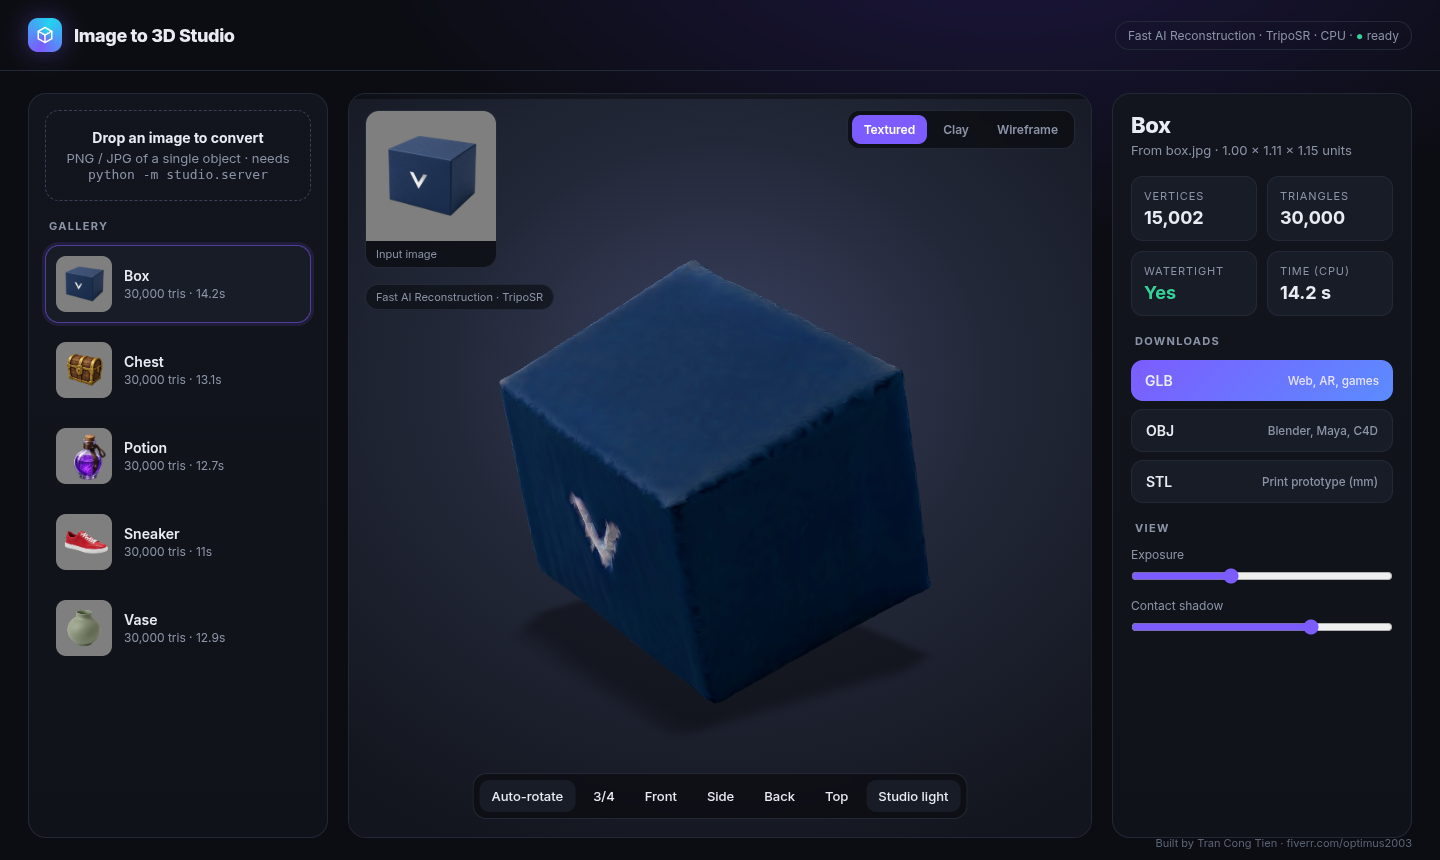 Image to 3D Studio
Fast AI Reconstruction · TripoSR · CPU · ● ready
Drop an image to convert
PNG / JPG of a single object · needs
python -m studio.server
GALLERY
Box
30,000 tris · 14.2s
Chest
30,000 tris · 13.1s
Potion
30,000 tris · 12.7s
Sneaker
30,000 tris · 11s
Vase
30,000 tris · 12.9s
V
Input image
Fast AI Reconstruction · TripoSR
Textured Clay Wireframe
V
Auto-rotate 3/4 Front Side Back Top Studio light
Box
From box.jpg · 1.00 × 1.11 × 1.15 units
VERTICES
15,002
TRIANGLES
30,000
WATERTIGHT
Yes
TIME (CPU)
14.2 s
DOWNLOADS
GLB Web, AR, games
OBJ Blender, Maya, C4D
STL Print prototype (mm)
VIEW
Exposure
Contact shadow
Built by Tran Cong Tien · fiverr.com/optimus2003